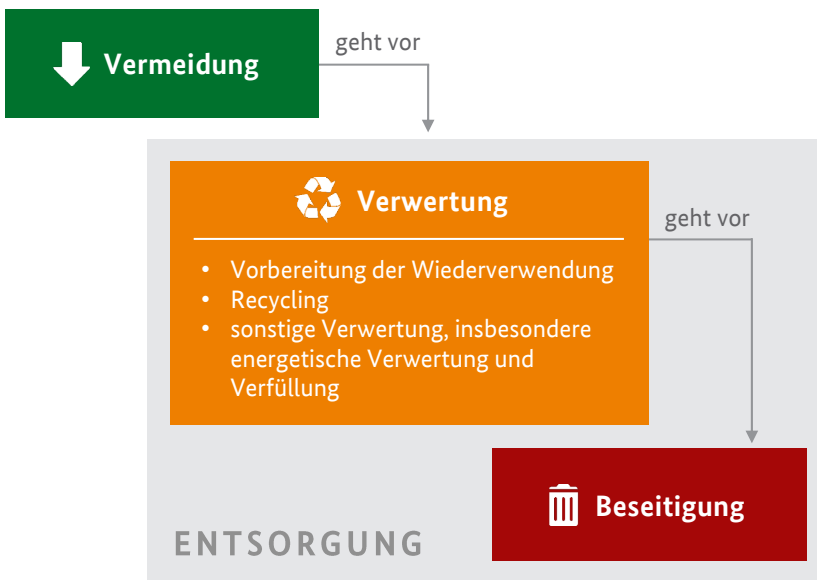 Vermeidung
geht vor
Verwertung
geht vor
• Vorbereitung der Wiederverwendung
• Recycling
• sonstige Verwertung, insbesondere
energetische Verwertung und
Verfüllung
Beseitigung
ENTSORGUNG